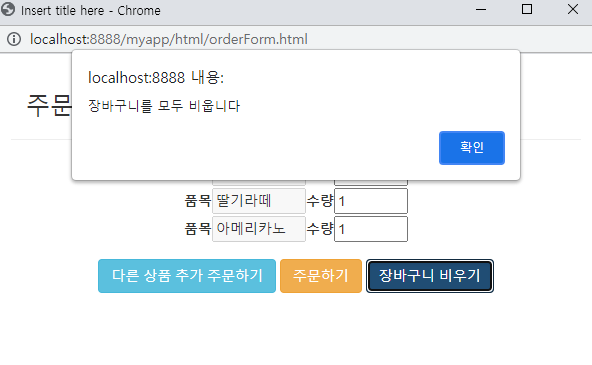 Insert title here - Chrome
localhost:8888/myapp/html/orderForm.html
localhost:8888 내용:
장바구니를 모두 비웁니다
확인
품목 딸기라떼 수량 1
품목 아메리카노 수량 1
다른 상품 추가 주문하기 주문하기 장바구니 비우기